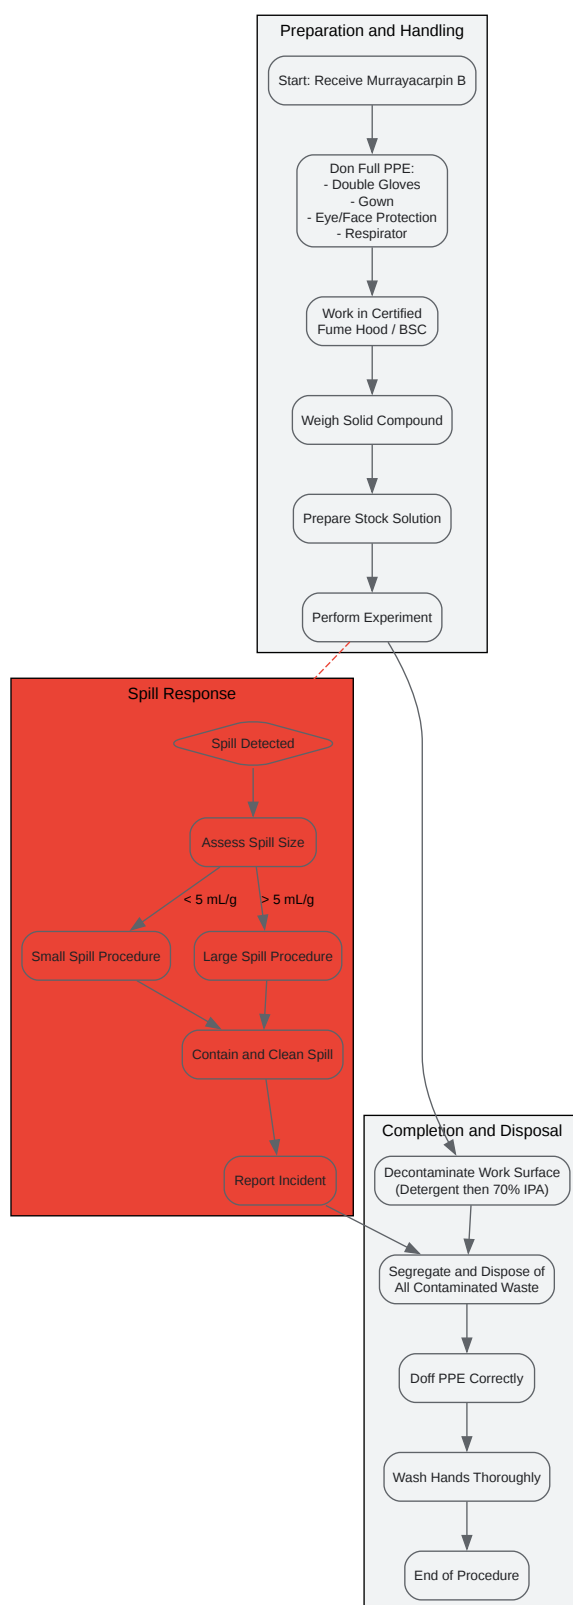 Preparation and Handling
Start: Receive Murrayacarpin B
Don Full PPE:
- Double Gloves
- Gown
- Eye/Face Protection
- Respirator
Work in Certified
Fume Hood / BSC
Weigh Solid Compound
Prepare Stock Solution
Perform Experiment
Spill Response
Spill Detected
Assess Spill Size
< 5 mL/g
> 5 mL/g
Small Spill Procedure
Large Spill Procedure
Contain and Clean Spill
Report Incident
Completion and Disposal
Decontaminate Work Surface
(Detergent then 70% IPA)
Segregate and Dispose of
All Contaminated Waste
Doff PPE Correctly
Wash Hands Thoroughly
End of Procedure